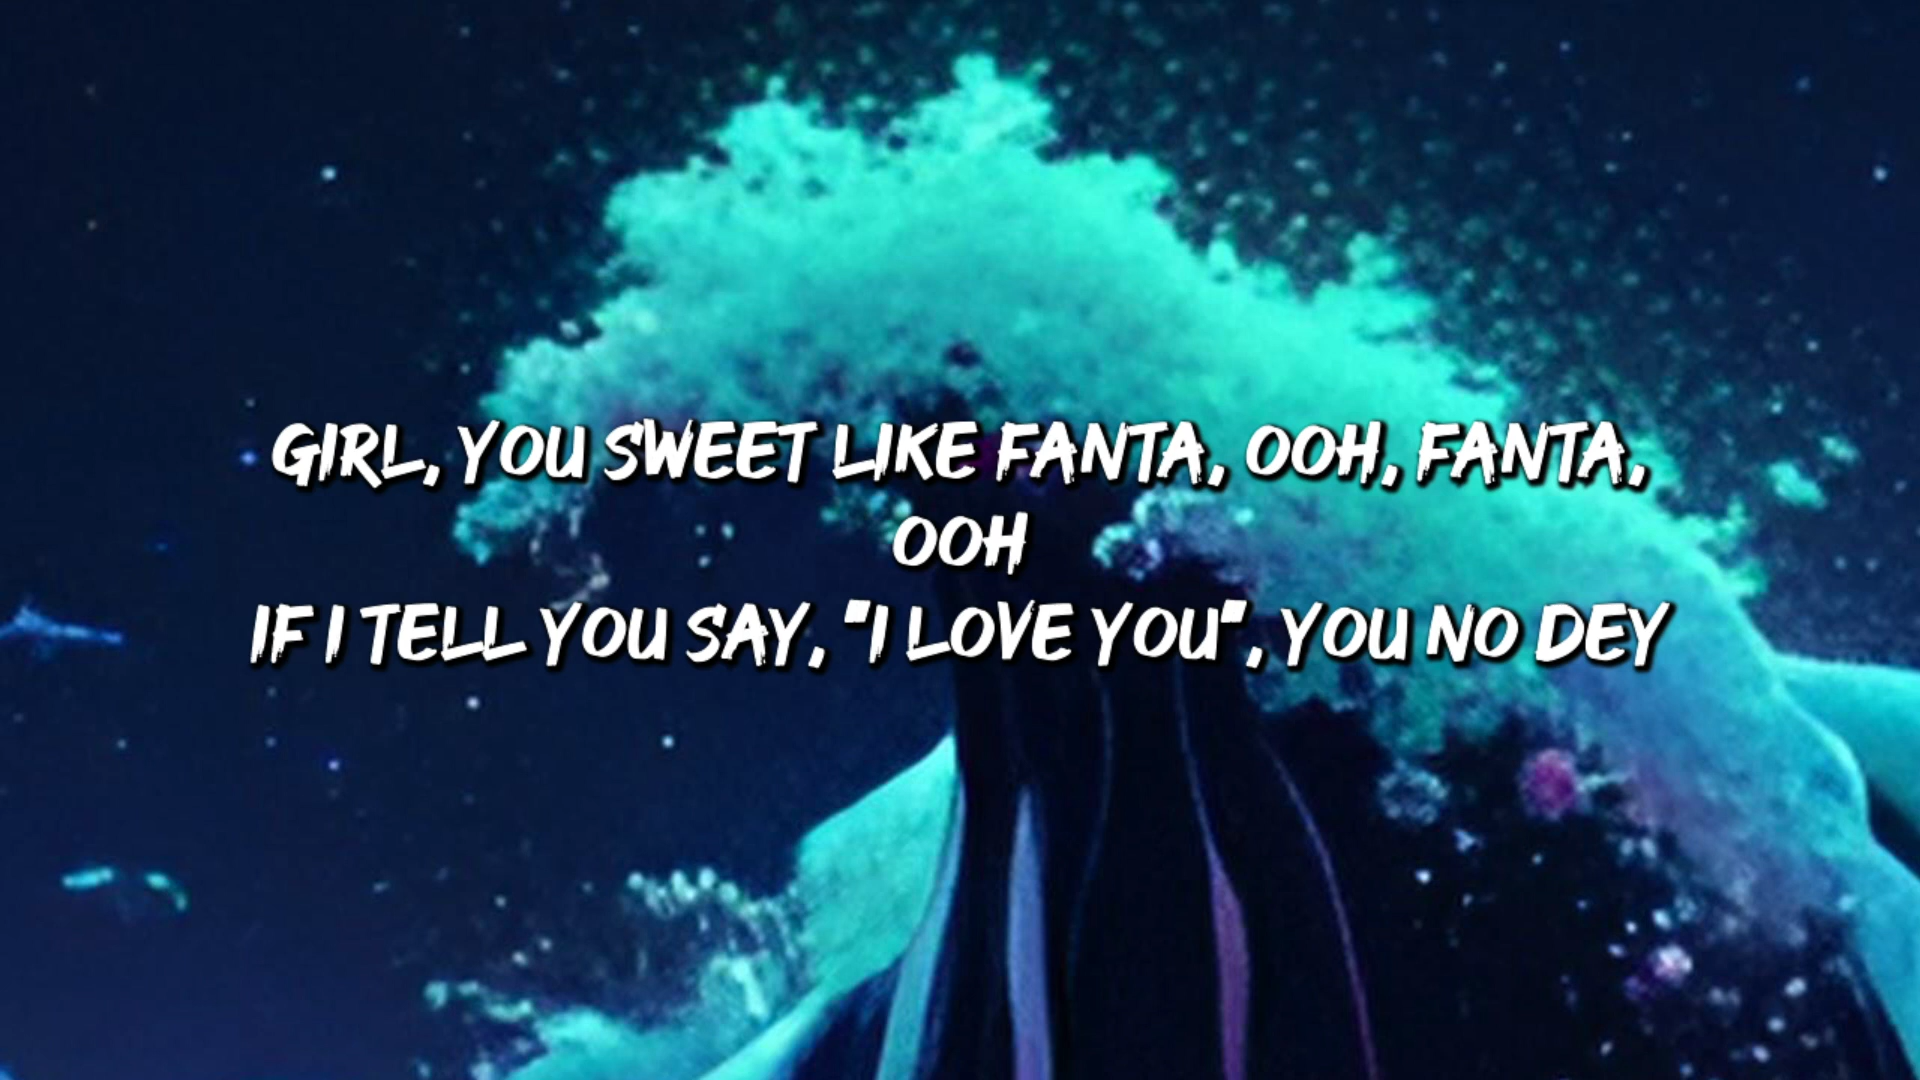 GIRL, YOU SWEET LIKE FANTA, OOH, FANTA,
OOH
IF I TELL YOU SAY, "I LOVE YOU", YOU NO DEY